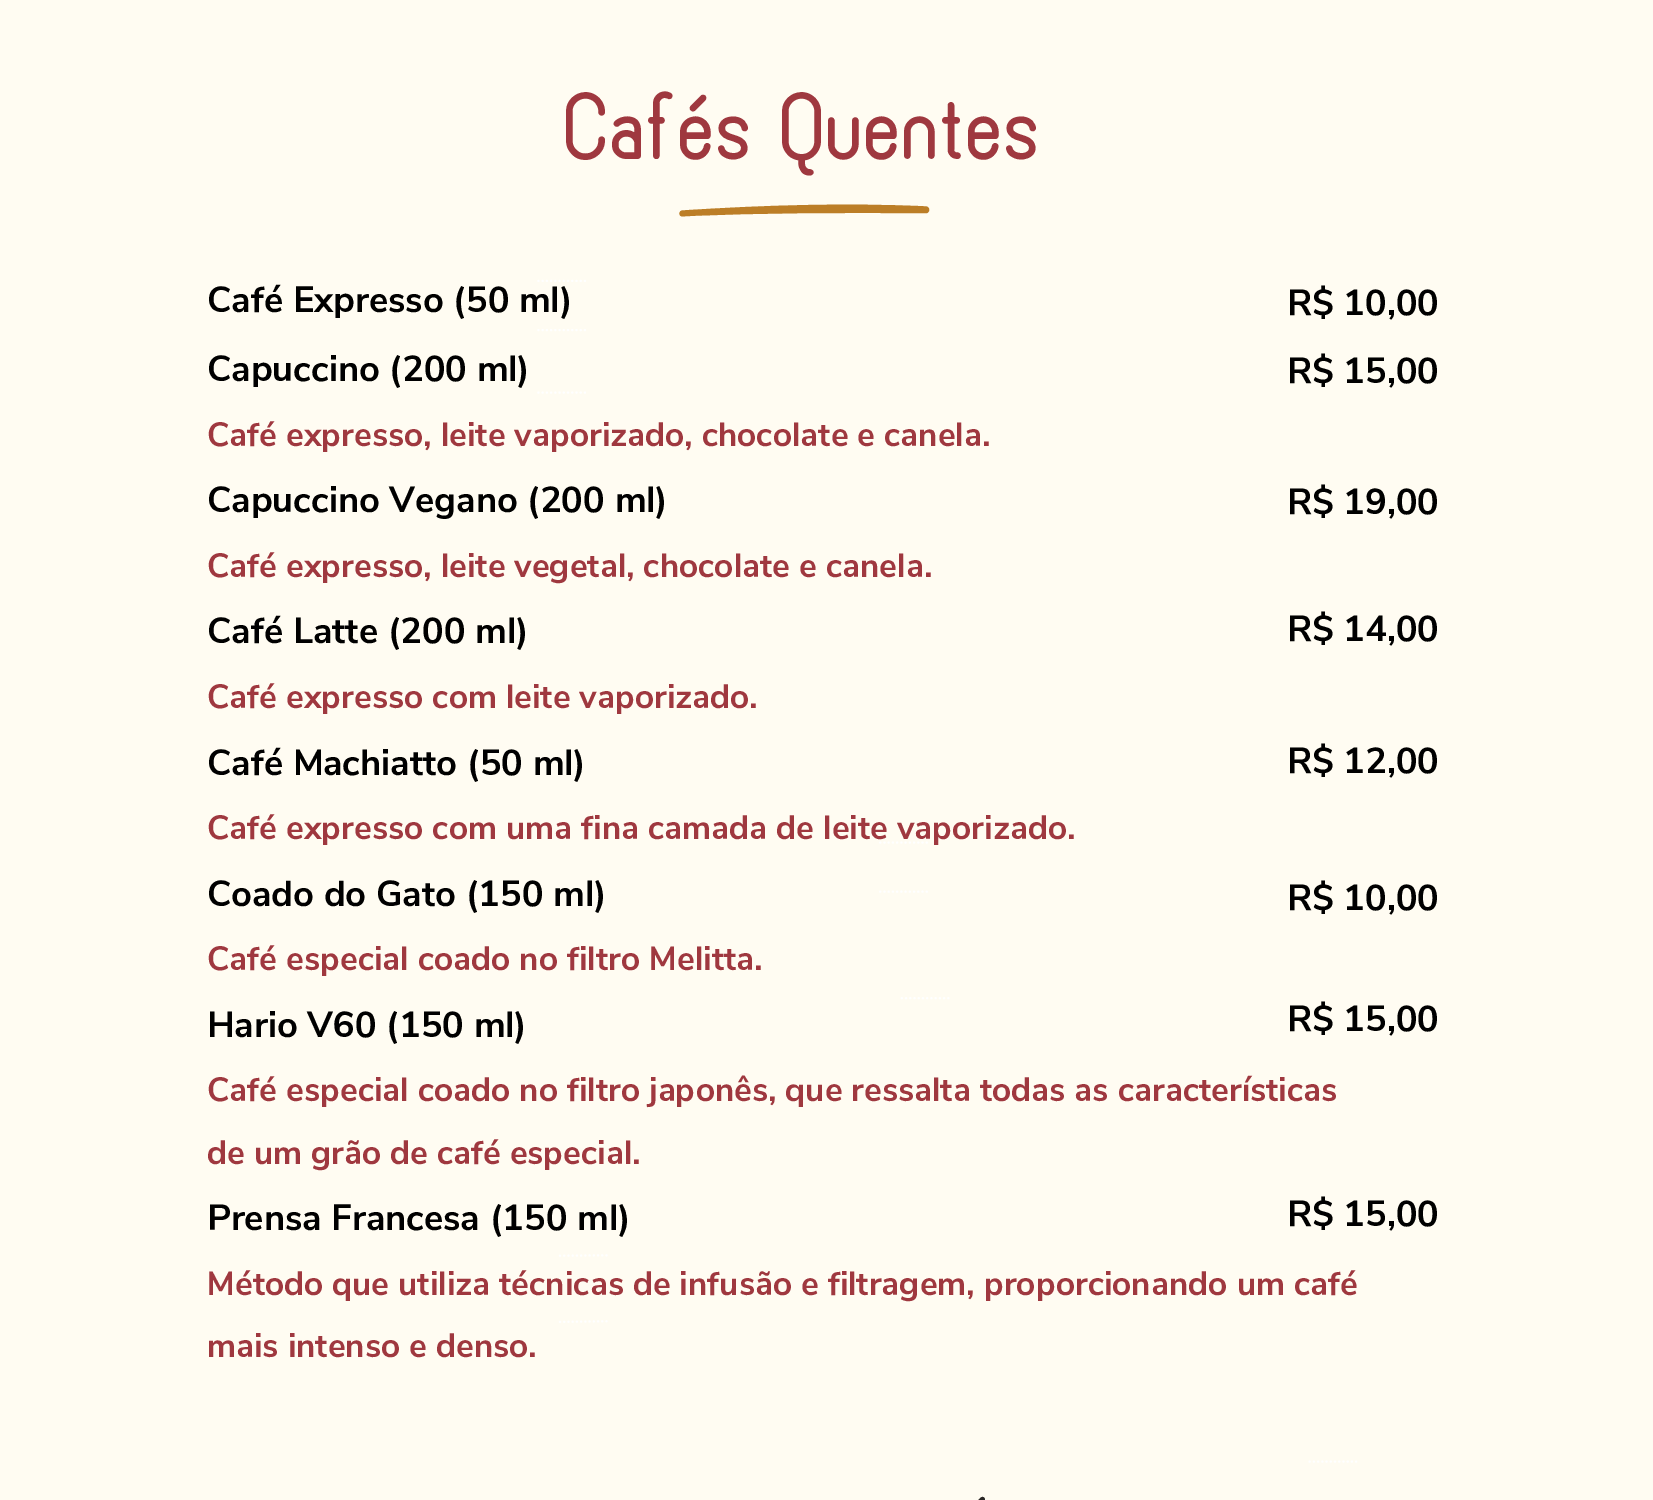 Cafés Quentes
Café Expresso (50 ml) R$ 10,00
Capuccino (200 ml) R$ 15,00
Café expresso, leite vaporizado, chocolate e canela.
Capuccino Vegano (200 ml) R$ 19,00
Café expresso, leite vegetal, chocolate e canela.
Café Latte (200 ml) R$ 14,00
Café expresso com leite vaporizado.
Café Machiatto (50 ml) R$ 12,00
Café expresso com uma fina camada de leite vaporizado.
Coado do Gato (150 ml) R$ 10,00
Café especial coado no filtro Melitta.
Hario V60 (150 ml) R$ 15,00
Café especial coado no filtro japonês, que ressalta todas as características
de um grão de café especial.
Prensa Francesa (150 ml) R$ 15,00
Método que utiliza técnicas de infusão e filtragem, proporcionando um café
mais intenso e denso.